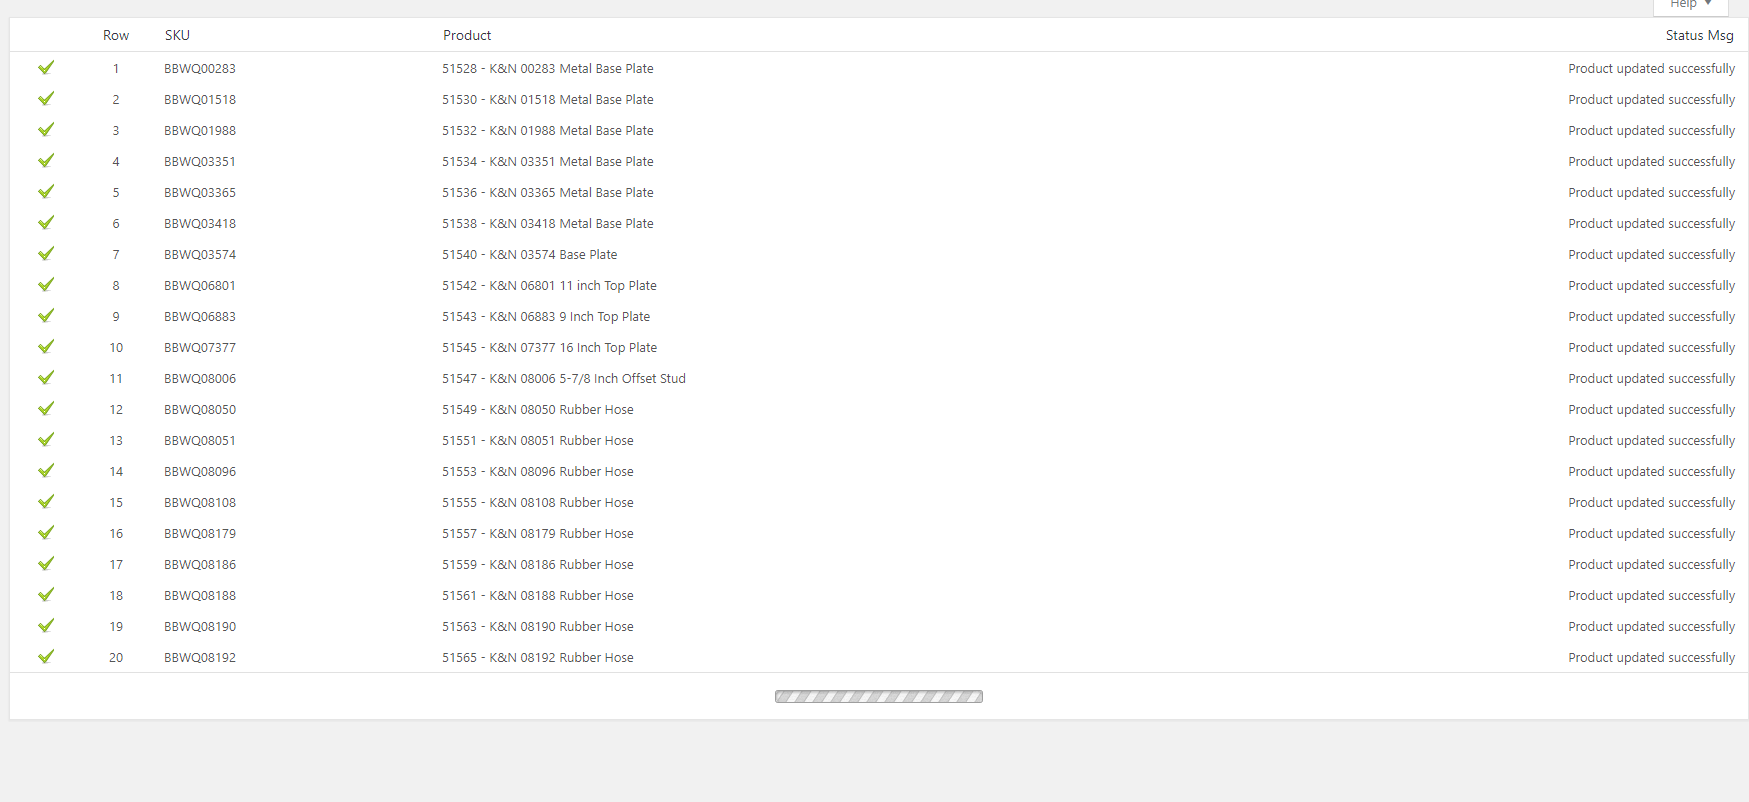 Help ▼
Row SKU Product Status Msg
1 BBWQ00283 51528 - K&N 00283 Metal Base Plate Product updated successfully
2 BBWQ01518 51530 - K&N 01518 Metal Base Plate Product updated successfully
3 BBWQ01988 51532 - K&N 01988 Metal Base Plate Product updated successfully
4 BBWQ03351 51534 - K&N 03351 Metal Base Plate Product updated successfully
5 BBWQ03365 51536 - K&N 03365 Metal Base Plate Product updated successfully
6 BBWQ03418 51538 - K&N 03418 Metal Base Plate Product updated successfully
7 BBWQ03574 51540 - K&N 03574 Base Plate Product updated successfully
8 BBWQ06801 51542 - K&N 06801 11 inch Top Plate Product updated successfully
9 BBWQ06883 51543 - K&N 06883 9 Inch Top Plate Product updated successfully
10 BBWQ07377 51545 - K&N 07377 16 Inch Top Plate Product updated successfully
11 BBWQ08006 51547 - K&N 08006 5-7/8 Inch Offset Stud Product updated successfully
12 BBWQ08050 51549 - K&N 08050 Rubber Hose Product updated successfully
13 BBWQ08051 51551 - K&N 08051 Rubber Hose Product updated successfully
14 BBWQ08096 51553 - K&N 08096 Rubber Hose Product updated successfully
15 BBWQ08108 51555 - K&N 08108 Rubber Hose Product updated successfully
16 BBWQ08179 51557 - K&N 08179 Rubber Hose Product updated successfully
17 BBWQ08186 51559 - K&N 08186 Rubber Hose Product updated successfully
18 BBWQ08188 51561 - K&N 08188 Rubber Hose Product updated successfully
19 BBWQ08190 51563 - K&N 08190 Rubber Hose Product updated successfully
20 BBWQ08192 51565 - K&N 08192 Rubber Hose Product updated successfully